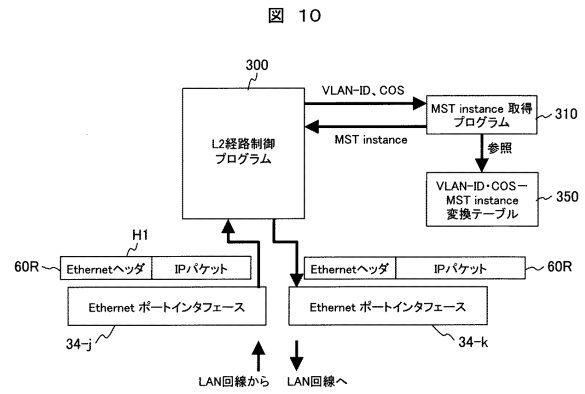 図 10
300
VLAN-ID、COS
L2経路制御
プログラム
MST instance
MST instance 取得
プログラム
310
参照
VLAN-ID・COS－
MST instance
変換テーブル
350
H1
60R
Ethernetヘッダ
IPパケット
Ethernetヘッダ
IPパケット
60R
Ethernet ポートインタフェース
Ethernet ポートインタフェース
34-j
34-k
LAN回線から
LAN回線へ